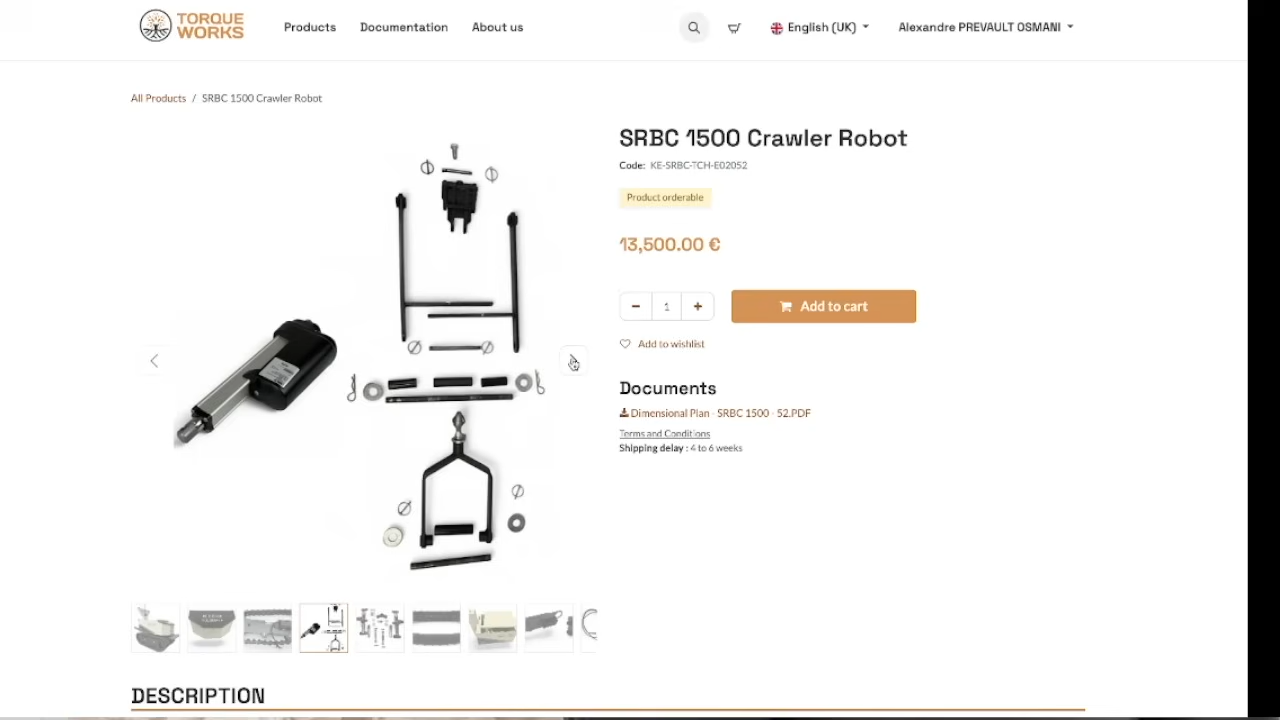 TORQUE
WORKS
Products
Documentation
About us
English (UK)
Alexandre PREVAULT OSMANI
All Products / SRBC 1500 Crawler Robot
SRBC 1500 Crawler Robot
Code: KE-SRBC-TCH-E02052
Product orderable
13,500.00 €
1
Add to cart
Add to wishlist
Documents
Dimensional Plan - SRBC 1500 - 52.PDF
Terms and Conditions
Shipping delay : 4 to 6 weeks
DESCRIPTION